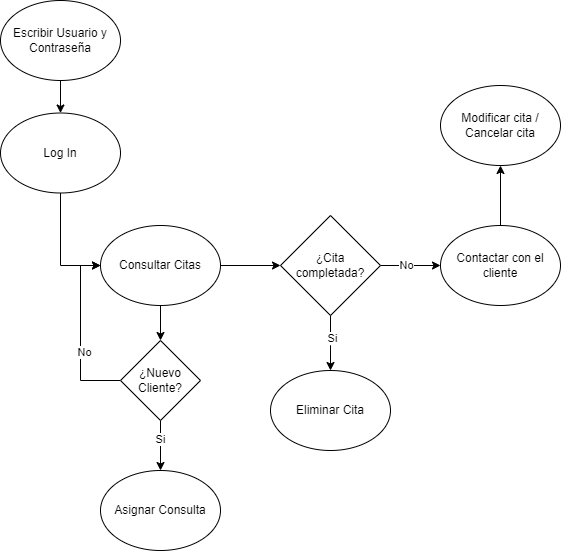 Escribir Usuario y
Contraseña
Log In
Modificar cita /
Cancelar cita
Consultar Citas
¿Cita
completada?
No
Contactar con el
cliente
No
¿Nuevo
Cliente?
Si
Si
Eliminar Cita
Asignar Consulta